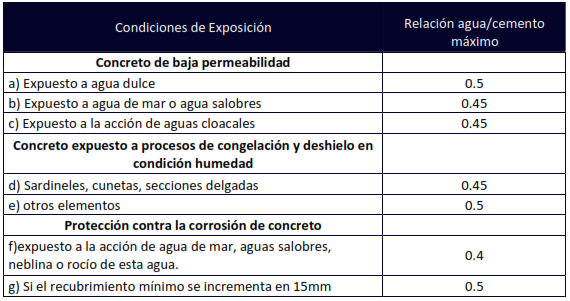 Condiciones de Exposición
Relación agua/cemento
máximo
Concreto de baja permeabilidad
a) Expuesto a agua dulce
0.5
b) Expuesto a agua de mar o agua salobres
0.45
c) Expuesto a la acción de aguas cloacales
0.45
Concreto expuesto a procesos de congelación y deshielo en
condición humedad
d) Sardineles, cunetas, secciones delgadas
0.45
e) otros elementos
0.5
Protección contra la corrosión de concreto
f)expuesto a la acción de agua de mar, aguas salobres,
neblina o rocío de esta agua.
0.4
g) Si el recubrimiento mínimo se incrementa en 15mm
0.5